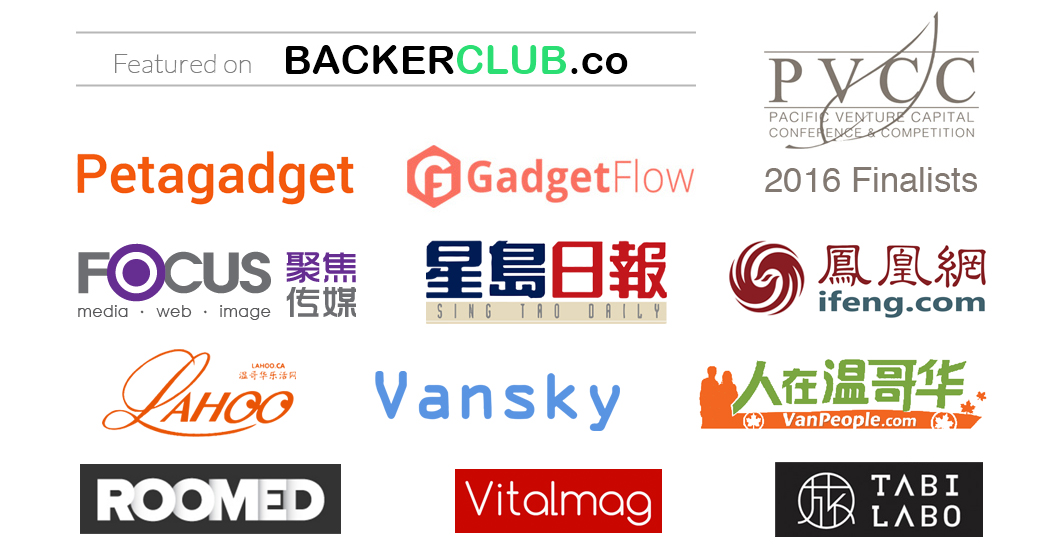 Featured on BACKERCLUB.co
PVCC
PACIFIC VENTURE CAPITAL
CONFERENCE & COMPETITION
2016 Finalists
Petagadget
GadgetFlow
FOCUS 聚焦
media · web · image 传媒
星島日報
SING TAO DAILY
鳳凰網
ifeng.com
LAHOO.CA
温哥华乐活网
LAHOO
Vansky
人在温哥华
VanPeople.com
ROOMED
Vitalmag
旅 TABI
LABO